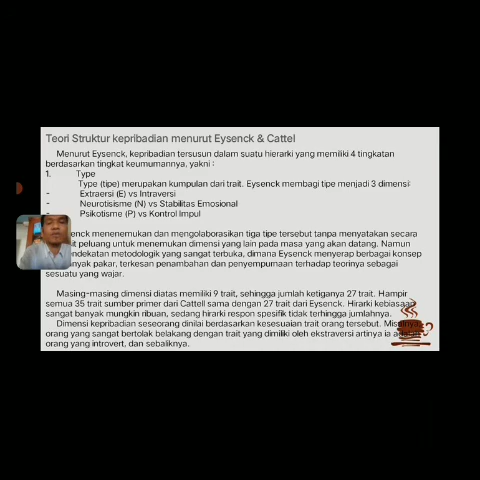 Teori Struktur kepribadian menurut Eysenck & Cattel
Menurut Eysenck, kepribadian tersusun dalam suatu hierarki yang memiliki 4 tingkatan
berdasarkan tingkat keumumannya, yakni :
1. Type
Type (tipe) merupakan kumpulan dari trait. Eysenck membagi tipe menjadi 3 dimensi:
- Extraersi (E) vs Intraversi
- Neurotisisme (N) vs Stabilitas Emosional
- Psikotisme (P) vs Kontrol Impul
menemukan dan mengolaborasikan tiga tipe tersebut tanpa menyatakan secara
peluang untuk menemukan dimensi yang lain pada masa yang akan datang. Namun
metodologik yang sangat terbuka, dimana Eysenck menyerap berbagai konsep
pakar, terkesan penambahan dan penyempumaan terhadap teorinya sebagai
sesuatu yang wajar.
Masing-masing dimensi diatas memiliki 9 trait, sehingga jumlah ketiganya 27 trait. Hampir
semua 35 trait sumber primer dari Cattell sama dengan 27 trait dari Eysenck. Hirarki kebiasaan
sangat banyak mungkin ribuan, sedang hirarki respon spesifik tidak terhingga jumlahnya.
Dimensi kepribadian seseorang dinilai berdasarkan kesesuaian trait orang tersebut. Misalnya,
orang yang sangat bertolak belakang dengan trait yang dimiliki oleh ekstraversi artinya ia adalah
orang yang introvert, dan sebaliknya.